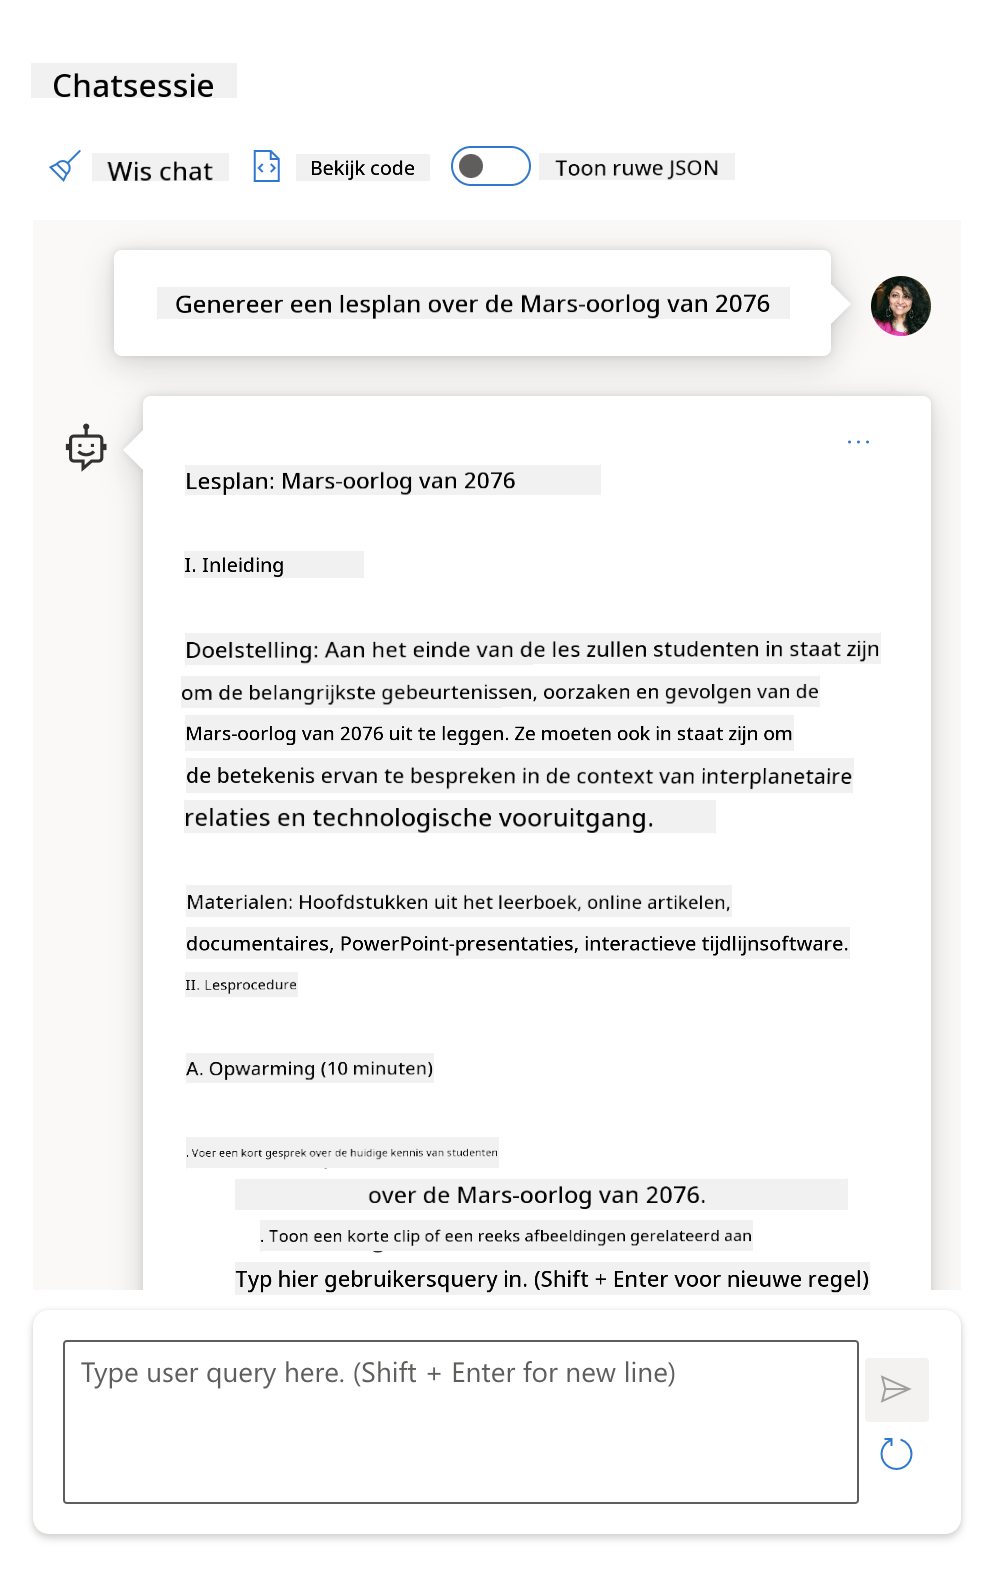 Chatsessie
Wis chat
Bekijk code
Toon ruwe JSON
Genereer een lesplan over de Mars-oorlog van 2076
...
Lesplan: Mars-oorlog van 2076
I. Inleiding
Doelstelling: Aan het einde van de les zullen studenten in staat zijn
om de belangrijkste gebeurtenissen, oorzaken en gevolgen van de
Mars-oorlog van 2076 uit te leggen. Ze moeten ook in staat zijn om
de betekenis ervan te bespreken in de context van interplanetaire
relaties en technologische vooruitgang.
Materialen: Hoofdstukken uit het leerboek, online artikelen,
documentaires, PowerPoint-presentaties, interactieve tijdlijnsoftware.
II. Lesprocedure
A. Opwarming (10 minuten)
. Voer een kort gesprek over de huidige kennis van studenten
over de Mars-oorlog van 2076.
. Toon een korte clip of een reeks afbeeldingen gerelateerd aan
Typ hier gebruikersquery in. (Shift + Enter voor nieuwe regel)
Type user query here. (Shift + Enter for new line)